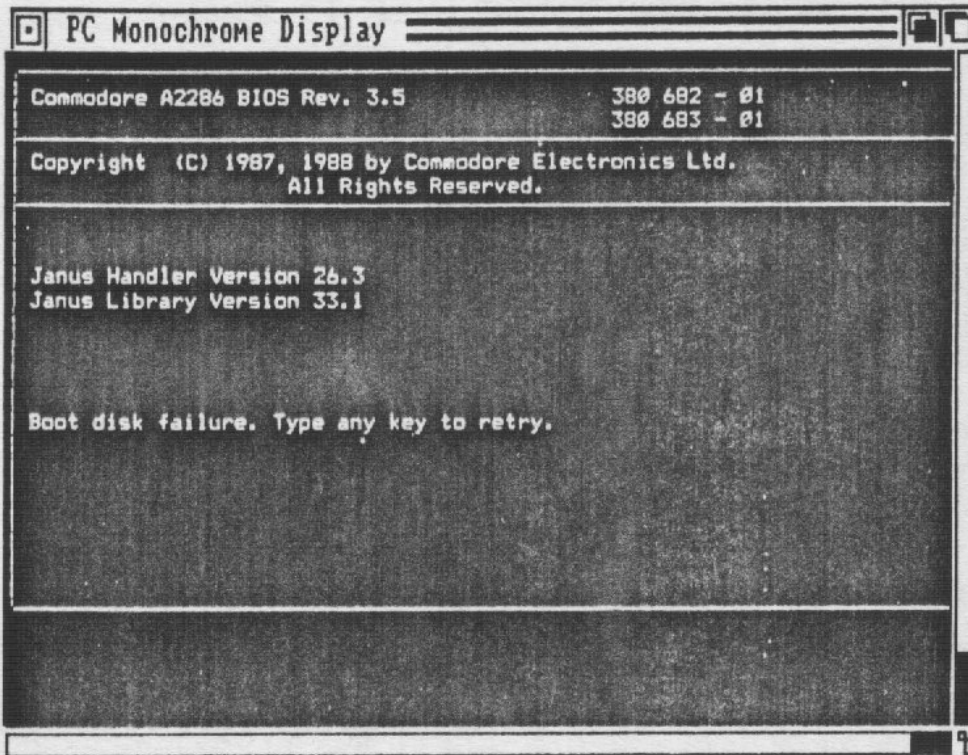 PC Monochrome Display
Commodore A2286 BIOS Rev. 3.5 380 682 - 01
380 683 - 01
Copyright (C) 1987, 1988 by Commodore Electronics Ltd.
All Rights Reserved.
Janus Handler Version 26.3
Janus Library Version 33.1
Boot disk failure. Type any key to retry.